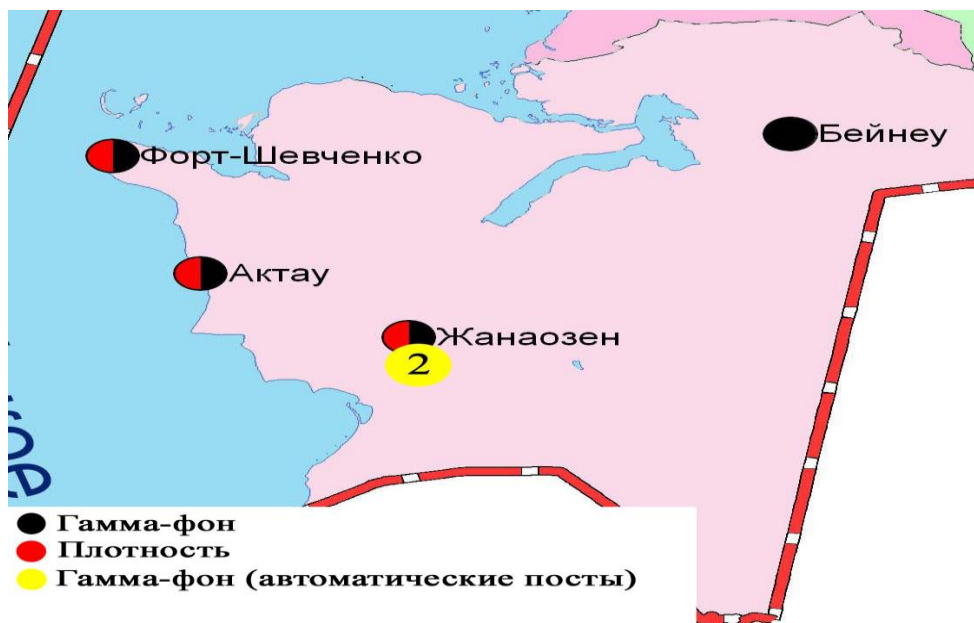 Бейнеу
Форт-Шевченко
Актау
Жанаозен
2
Гамма-фон
Плотность
Гамма-фон (автоматические посты)